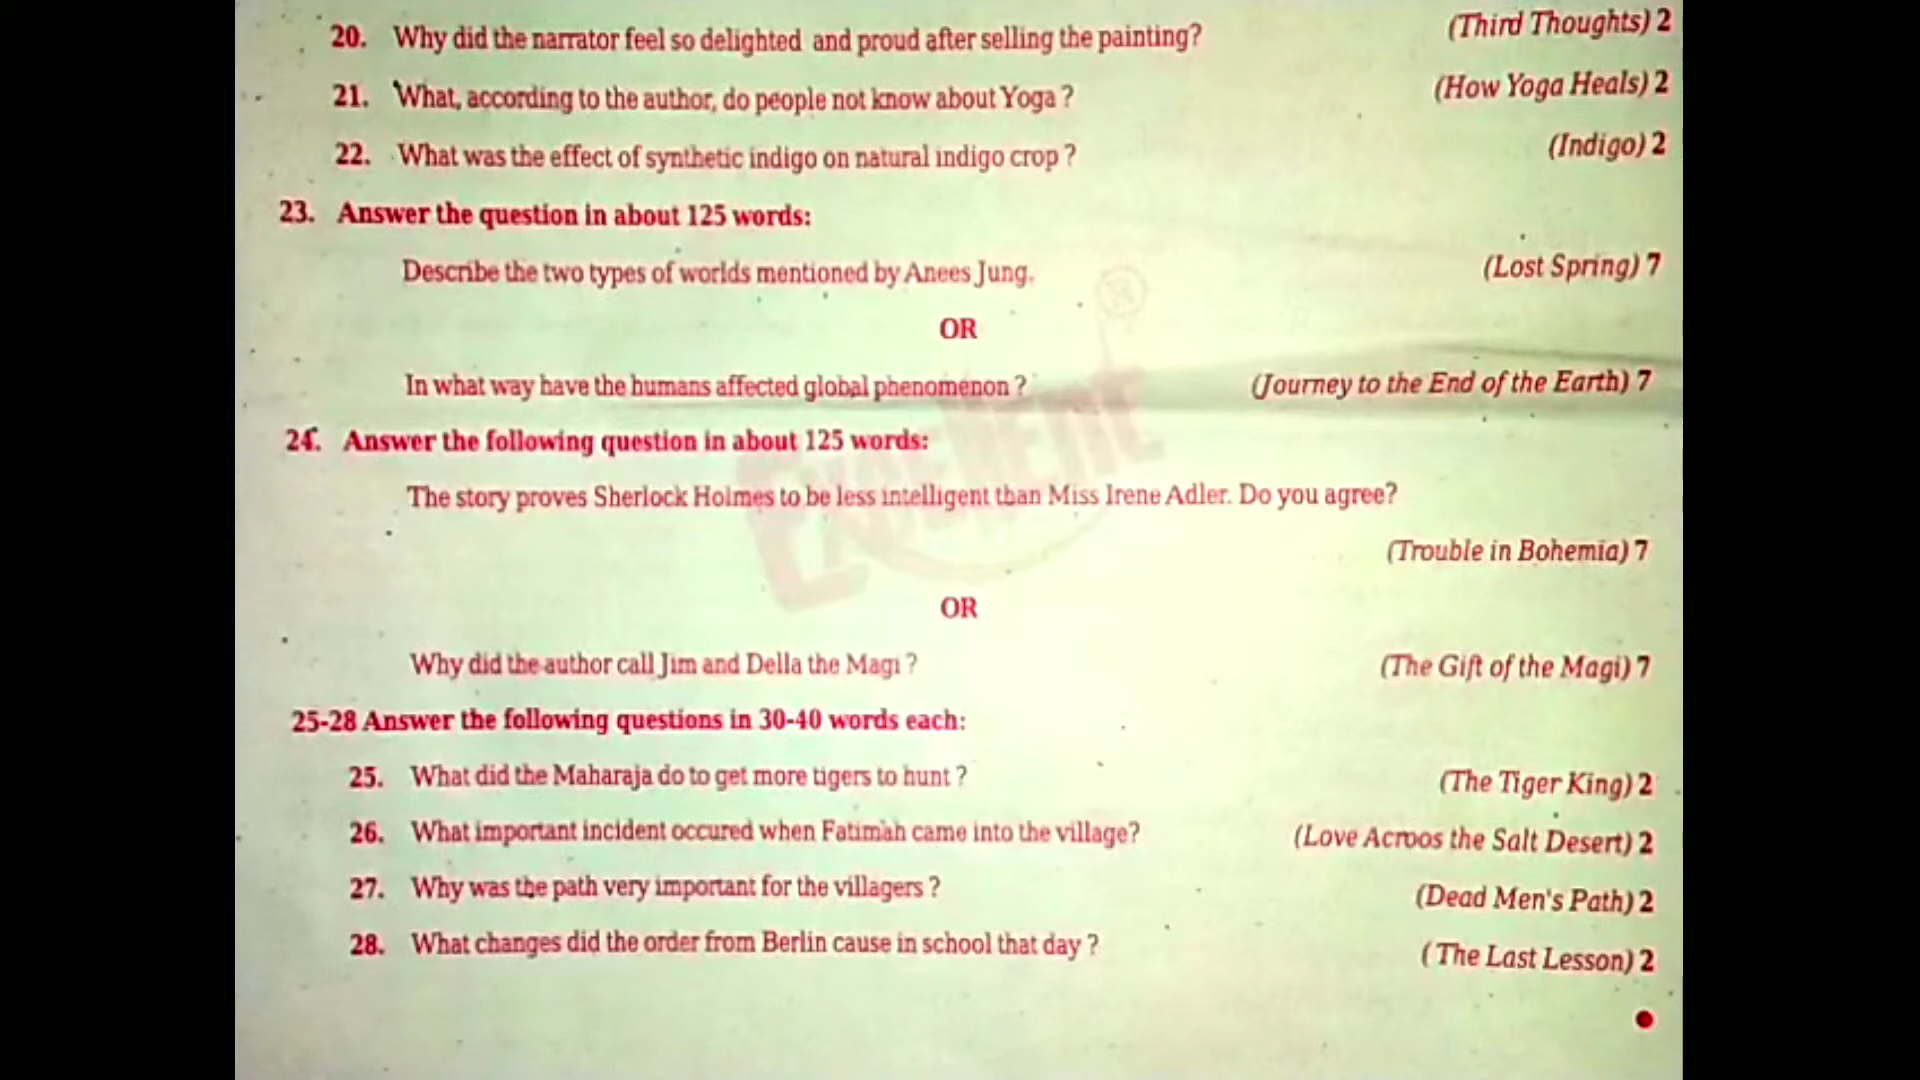 20. Why did the narrator feel so delighted and proud after selling the painting? (Third Thoughts) 2
21. What, according to the author, do people not know about Yoga ? (How Yoga Heals) 2
22. What was the effect of synthetic indigo on natural indigo crop ? (Indigo) 2
23. Answer the question in about 125 words:
Describe the two types of worlds mentioned by Anees Jung. (Lost Spring) 7
OR
In what way have the humans affected global phenomenon ? (Journey to the End of the Earth) 7
24. Answer the following question in about 125 words:
The story proves Sherlock Holmes to be less intelligent than Miss Irene Adler. Do you agree?
(Trouble in Bohemia) 7
OR
Why did the author call Jim and Della the Magi ? (The Gift of the Magi) 7
25-28 Answer the following questions in 30-40 words each:
25. What did the Maharaja do to get more tigers to hunt ? (The Tiger King) 2
26. What important incident occured when Fatimah came into the village? (Love Acroos the Salt Desert) 2
27. Why was the path very important for the villagers ? (Dead Men's Path) 2
28. What changes did the order from Berlin cause in school that day ? ( The Last Lesson) 2